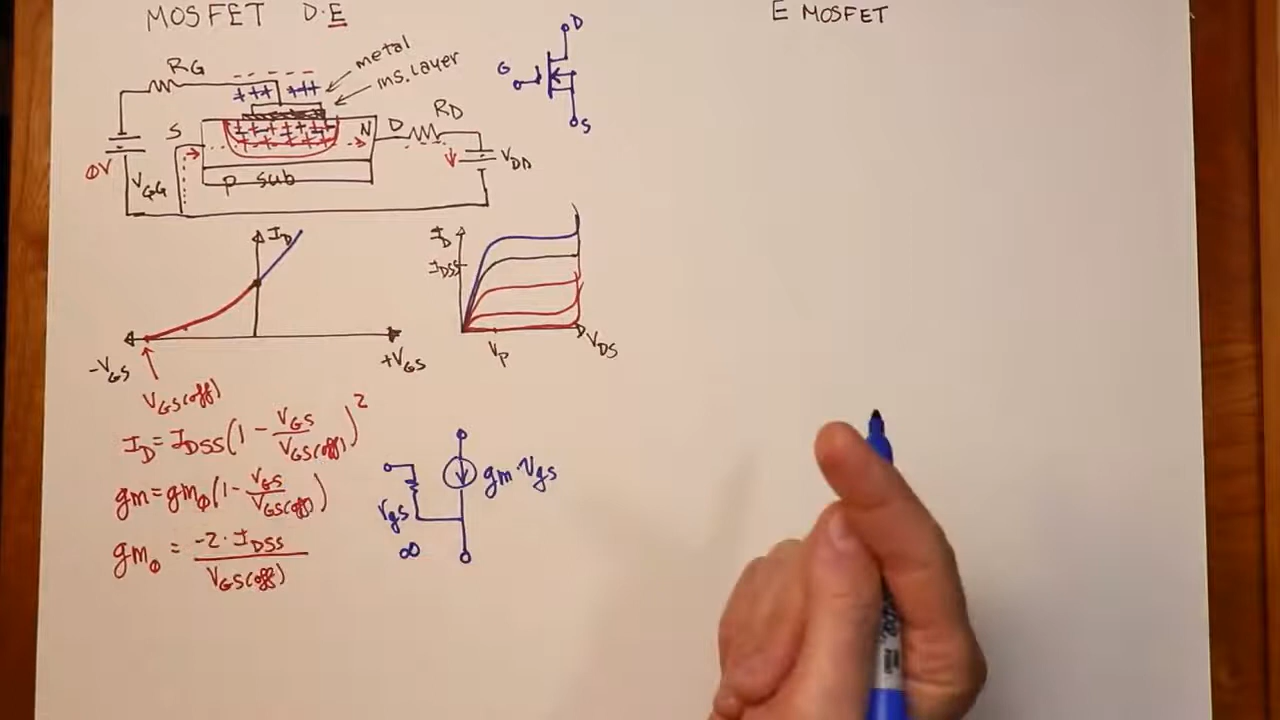 MOSFET D·E
E MOSFET
RG
metal
ins. layer
+++ +++
RD
S
N
D
0V
VGG
VDD
p sub
G
D
S
ID
-VGS
+VGS
VGS(off)
ID
IDSS
VP
VDS
ID = IDSS(1 - VGS/VGS(off))²
gm = gm0(1 - VGS/VGS(off))
gm0 = -2·IDSS/VGS(off)
gm·Vgs
Vgs
∞